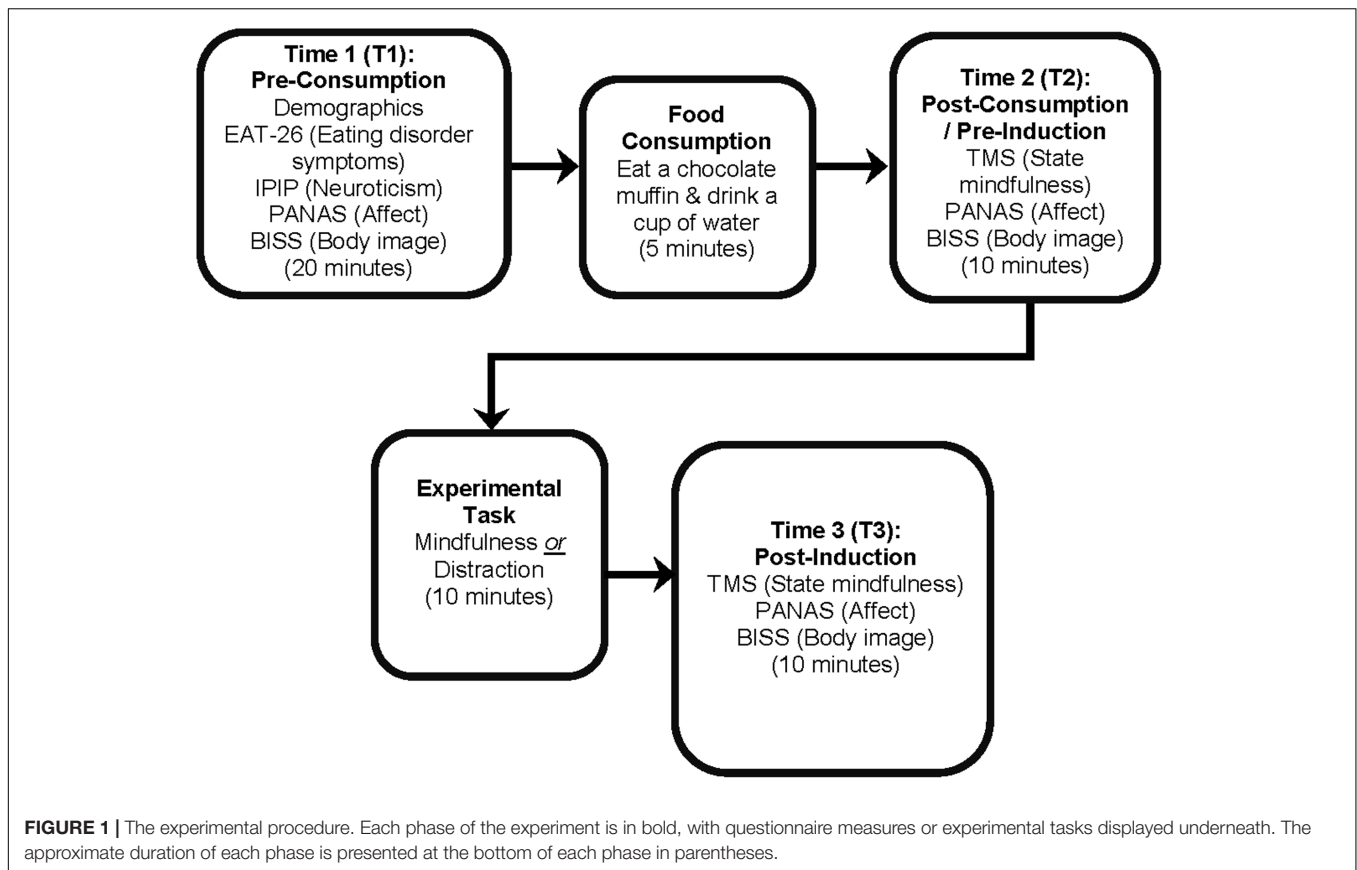 Time 1 (T1):
Pre-Consumption
Demographics
EAT-26 (Eating disorder
symptoms)
IPIP (Neuroticism)
PANAS (Affect)
BISS (Body image)
(20 minutes)
Food
Consumption
Eat a chocolate
muffin & drink a
cup of water
(5 minutes)
Time 2 (T2):
Post-Consumption
/ Pre-Induction
TMS (State
mindfulness)
PANAS (Affect)
BISS (Body image)
(10 minutes)
Experimental
Task
Mindfulness or
Distraction
(10 minutes)
Time 3 (T3):
Post-Induction
TMS (State mindfulness)
PANAS (Affect)
BISS (Body image)
(10 minutes)
FIGURE 1 | The experimental procedure. Each phase of the experiment is in bold, with questionnaire measures or experimental tasks displayed underneath. The
approximate duration of each phase is presented at the bottom of each phase in parentheses.